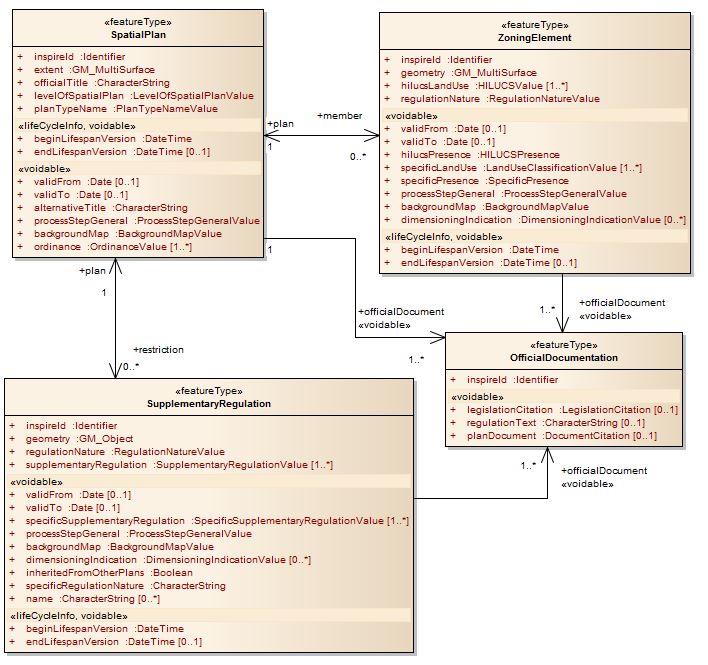 «featureType»
SpatialPlan
+ inspireId :Identifier
+ extent :GM_MultiSurface
+ officialTitle :CharacterString
+ levelOfSpatialPlan :LevelOfSpatialPlanValue
+ planTypeName :PlanTypeNameValue
«lifeCycleInfo, voidable»
+ beginLifespanVersion :DateTime
+ endLifespanVersion :DateTime [0..1]
«voidable»
+ validFrom :Date [0..1]
+ validTo :Date [0..1]
+ alternativeTitle :CharacterString
+ processStepGeneral :ProcessStepGeneralValue
+ backgroundMap :BackgroundMapValue
+ ordinance :OrdinanceValue [1..*]
+plan
1
+member
0..*
«featureType»
ZoningElement
+ inspireId :Identifier
+ geometry :GM_MultiSurface
+ hilucsLandUse :HILUCSValue [1..*]
+ regulationNature :RegulationNatureValue
«voidable»
+ validFrom :Date [0..1]
+ validTo :Date [0..1]
+ hilucsPresence :HILUCSPresence
+ specificLandUse :LandUseClassificationValue [1..*]
+ specificPresence :SpecificPresence
+ processStepGeneral :ProcessStepGeneralValue
+ backgroundMap :BackgroundMapValue
+ dimensioningIndication :DimensioningIndicationValue [0..*]
«lifeCycleInfo, voidable»
+ beginLifespanVersion :DateTime
+ endLifespanVersion :DateTime [0..1]
1
+officialDocument
«voidable»
1..*
+officialDocument
«voidable»
1..*
+plan
1
+restriction
0..*
«featureType»
OfficialDocumentation
+ inspireId :Identifier
«voidable»
+ legislationCitation :LegislationCitation [0..1]
+ regulationText :CharacterString [0..1]
+ planDocument :DocumentCitation [0..1]
1..*
+officialDocument
«voidable»
«featureType»
SupplementaryRegulation
+ inspireId :Identifier
+ geometry :GM_Object
+ regulationNature :RegulationNatureValue
+ supplementaryRegulation :SupplementaryRegulationValue [1..*]
«voidable»
+ validFrom :Date [0..1]
+ validTo :Date [0..1]
+ specificSupplementaryRegulation :SpecificSupplementaryRegulationValue [1..*]
+ processStepGeneral :ProcessStepGeneralValue
+ backgroundMap :BackgroundMapValue
+ dimensioningIndication :DimensioningIndicationValue [0..*]
+ inheritedFromOtherPlans :Boolean
+ specificRegulationNature :CharacterString
+ name :CharacterString [0..*]
«lifeCycleInfo, voidable»
+ beginLifespanVersion :DateTime
+ endLifespanVersion :DateTime [0..1]